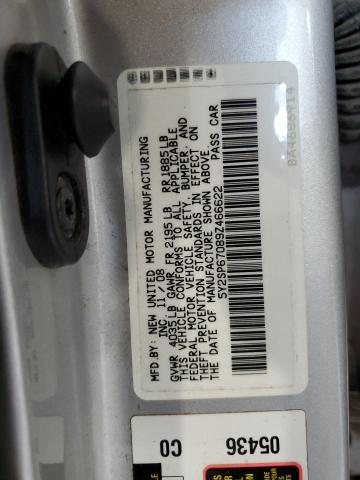 MFD.BY: NEW UNITED MOTOR MANUFACTURING
INC. 11/08
GVWR 4035LB GAWR FR 2195LB RR1885LB
THIS VEHICLE CONFORMS TO ALL APPLICABLE
FEDERAL MOTOR VEHICLE SAFETY, BUMPER, AND
THEFT PREVENTION STANDARDS IN EFFECT ON
THE DATE OF MANUFACTURE SHOWN ABOVE.
5Y2SP67089Z466622 PASS CAR
C0 05436